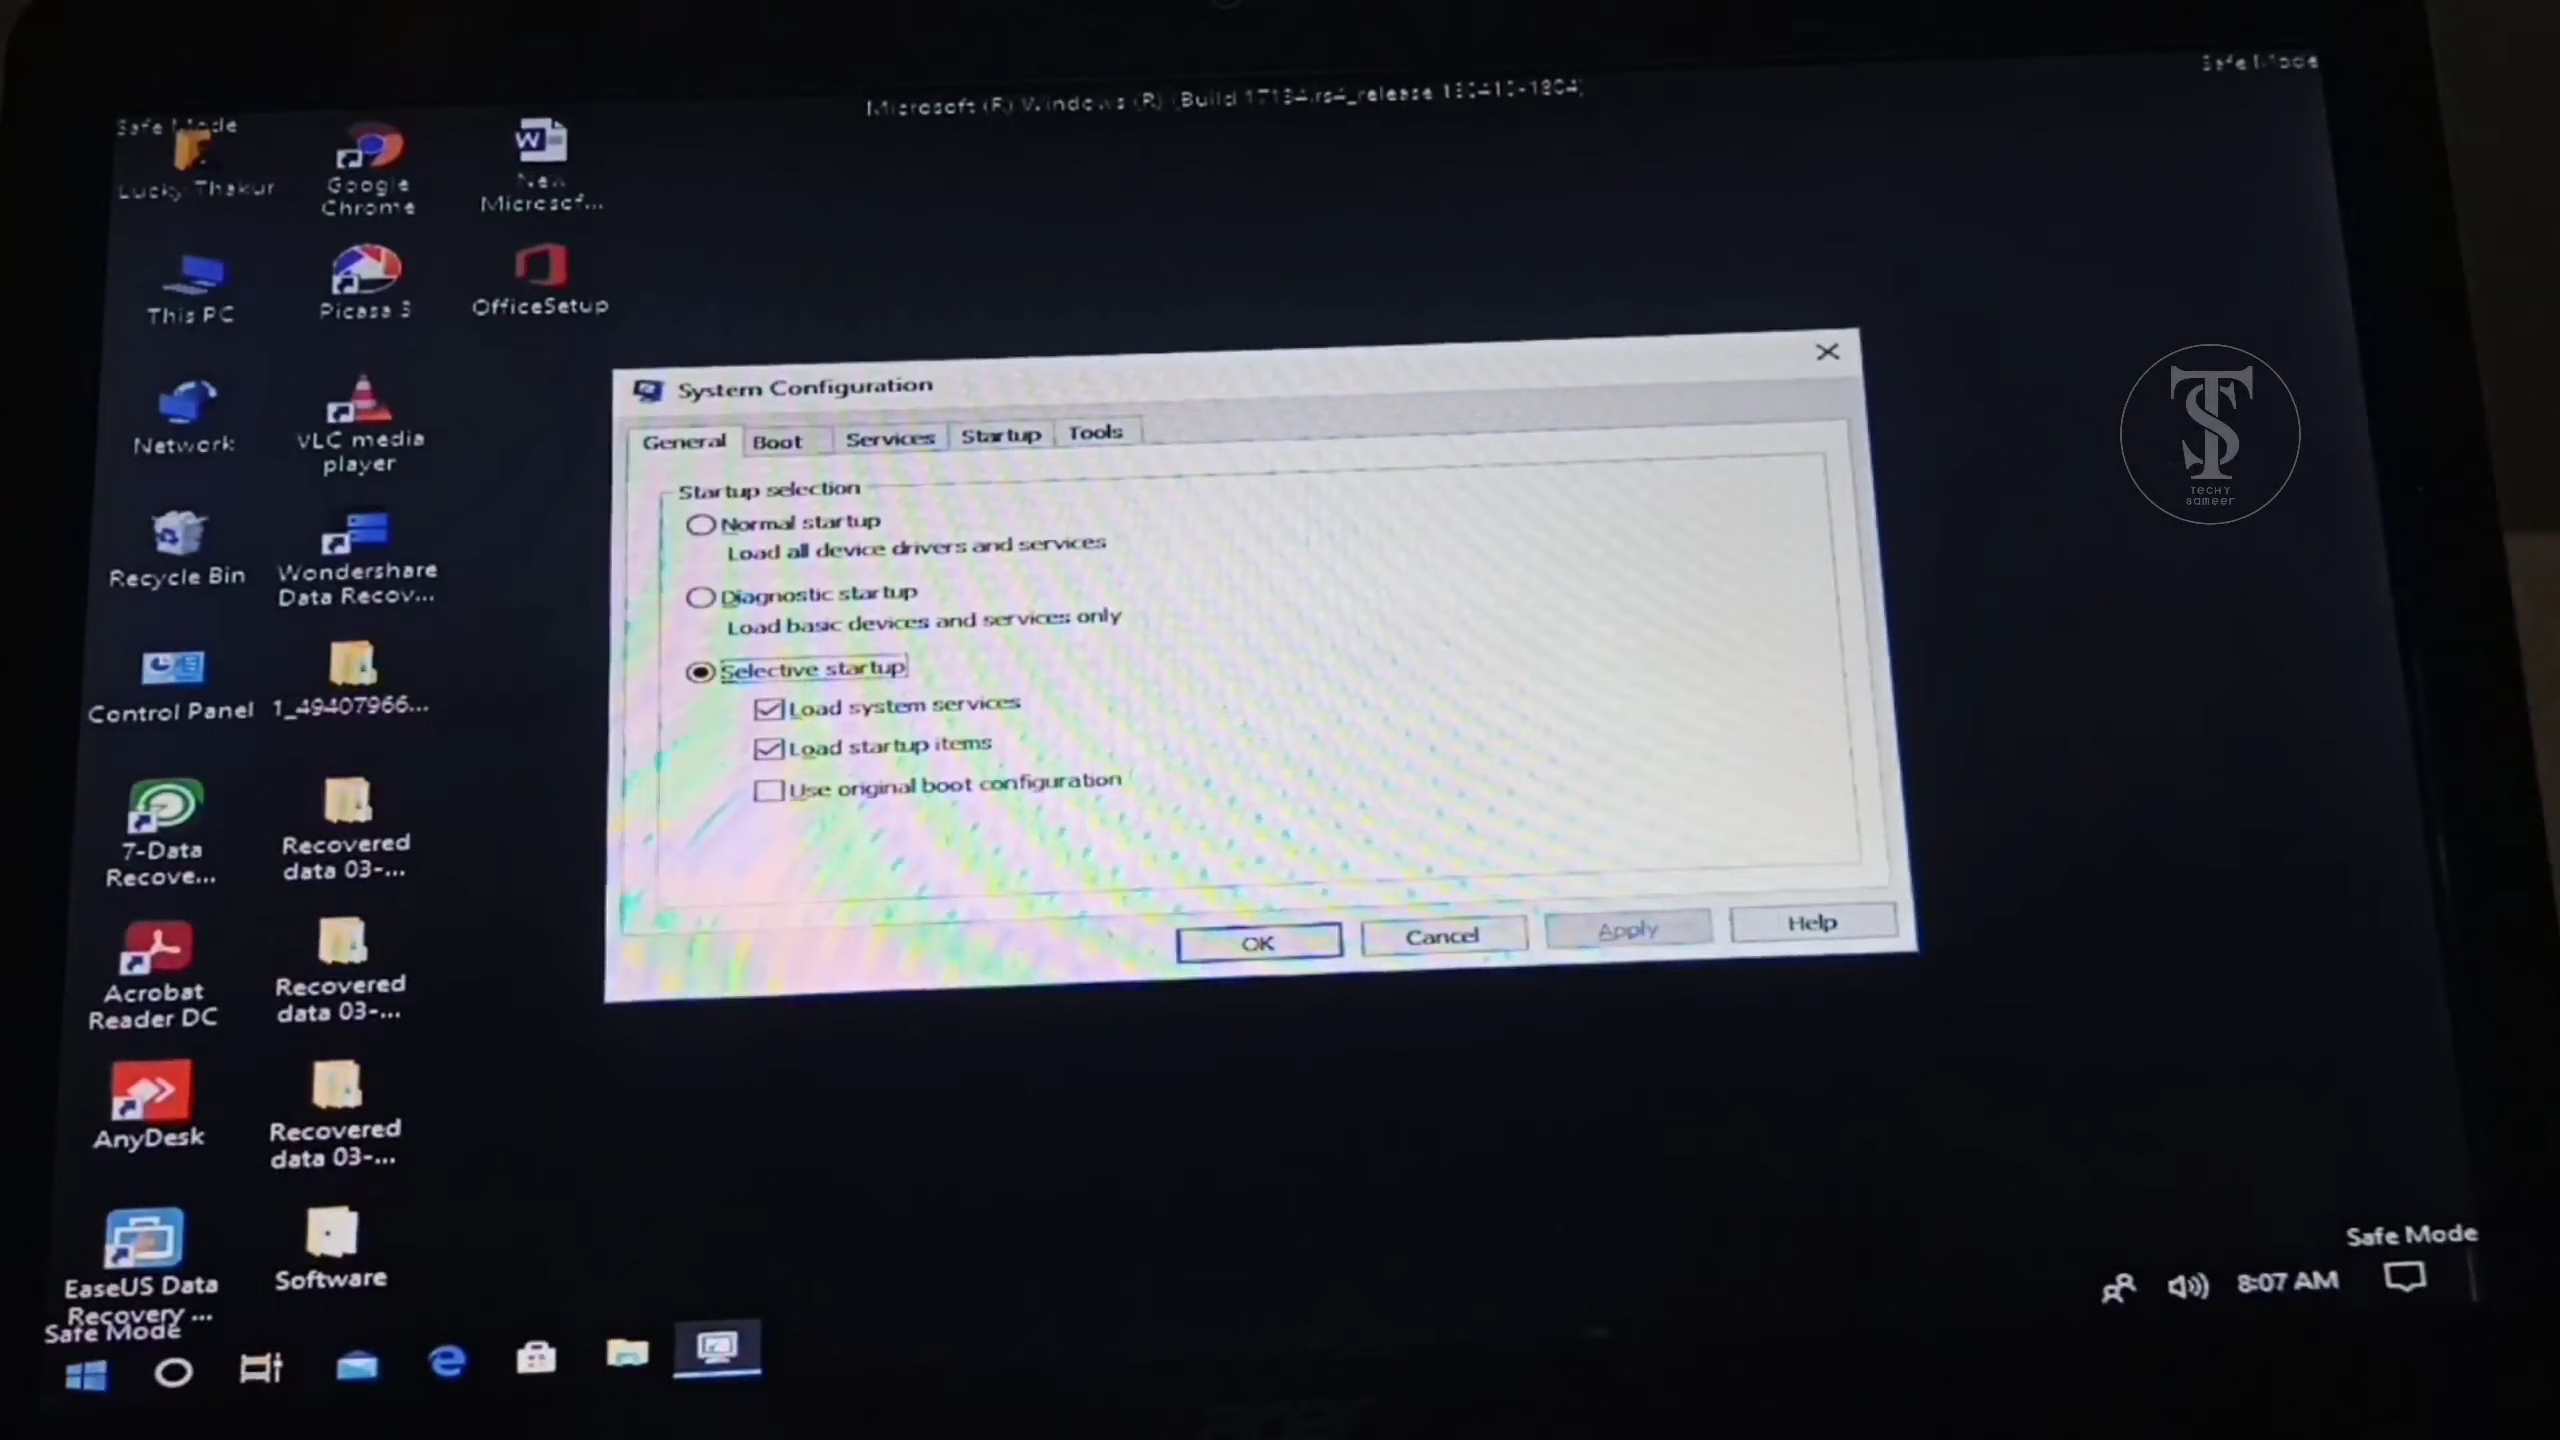 Safe Mode
Microsoft (R) Windows (R) (Build 17134.rs4_release.180410-1804)
Safe Mode
Lucky Thakur
Google
Chrome
New
Microsof...
This PC
Picasa 3
OfficeSetup
Network
VLC media
player
Recycle Bin
Wondershare
Data Recov...
Control Panel
1_49407966...
7-Data
Recove...
Recovered
data 03-...
Acrobat
Reader DC
Recovered
data 03-...
AnyDesk
Recovered
data 03-...
EaseUS Data
Recovery ...
Software
Safe Mode
System Configuration
General
Boot
Services
Startup
Tools
Startup selection
Normal startup
Load all device drivers and services
Diagnostic startup
Load basic devices and services only
Selective startup
Load system services
Load startup items
Use original boot configuration
OK
Cancel
Apply
Help
TS
TECHY
sameer
Safe Mode
8:07 AM